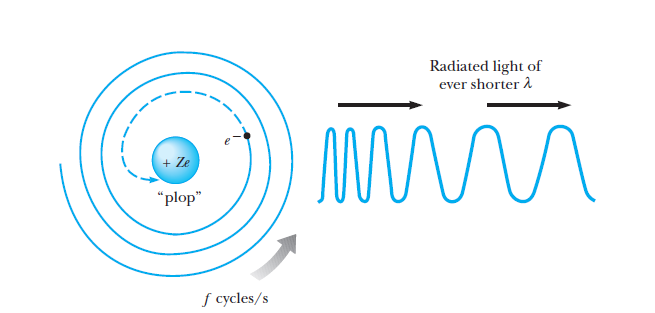 Radiated light of
ever shorter λ
e−
+ Ze
“plop”
f cycles/s